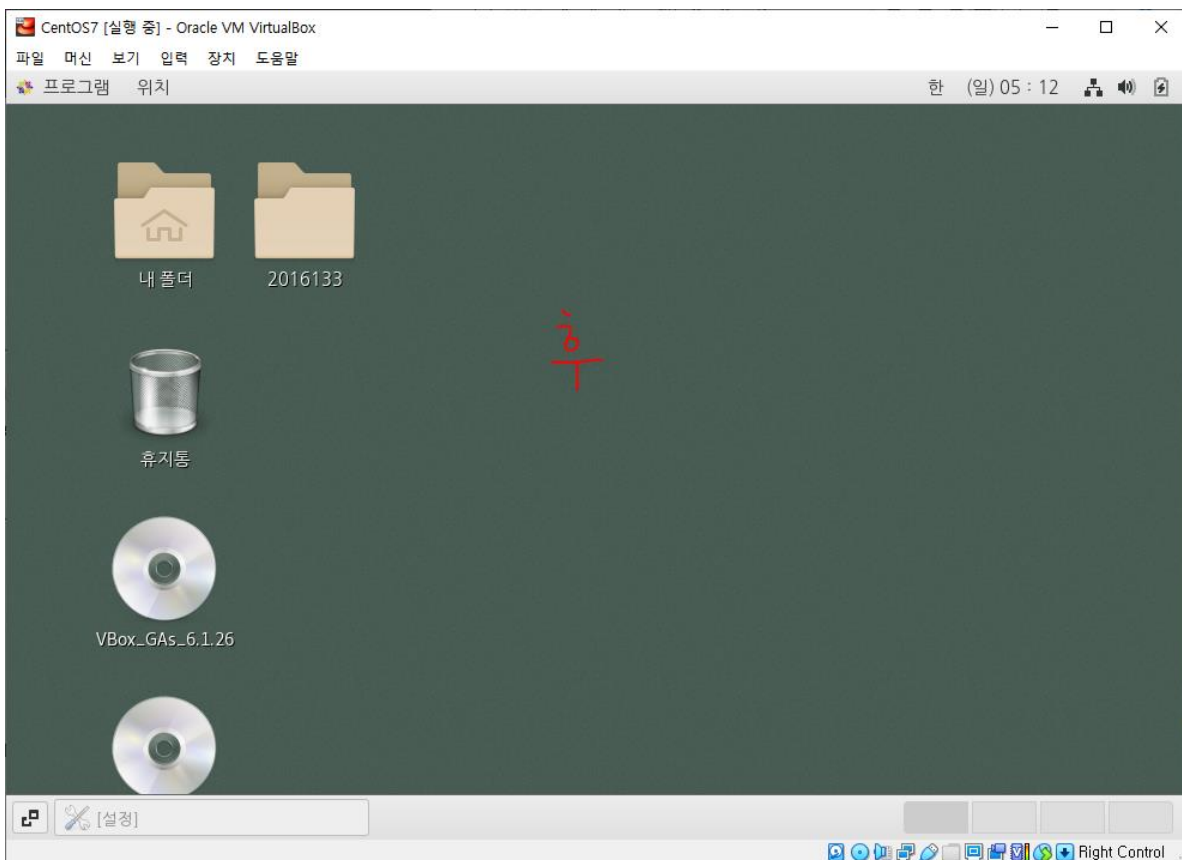 CentOS7 [실행 중] - Oracle VM VirtualBox
파일 머신 보기 입력 장치 도움말
프로그램 위치 한 (일) 05 : 12
내 폴더 2016133
후
휴지통
VBox_GAs_6.1.26
[설정]
Right Control